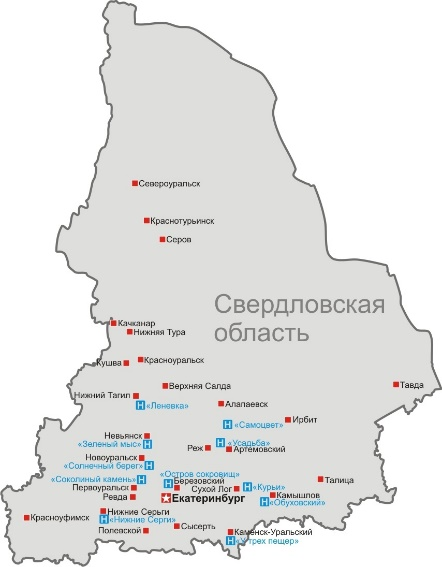 Североуральск
Краснотурьинск
Серов
Свердловская
область
Качканар
Нижняя Тура
Кушва
Красноуральск
Верхняя Салда
Тавда
Нижний Тагил
«Леневка»
Алапаевск
«Самоцвет»
Ирбит
Невьянск
«Зеленый мыс»
«Усадьба»
Реж
Артемовский
Новоуральск
«Солнечный берег»
«Остров сокровищ»
«Соколиный камень»
Березовский
Талица
Первоуральск
Сухой Лог
«Курьи»
Ревда
Екатеринбург
Камышлов
«Обуховский»
Нижние Серги
«Нижние Серги»
Красноуфимск
Полевской
Сысерть
Каменск-Уральский
«У трех пещер»